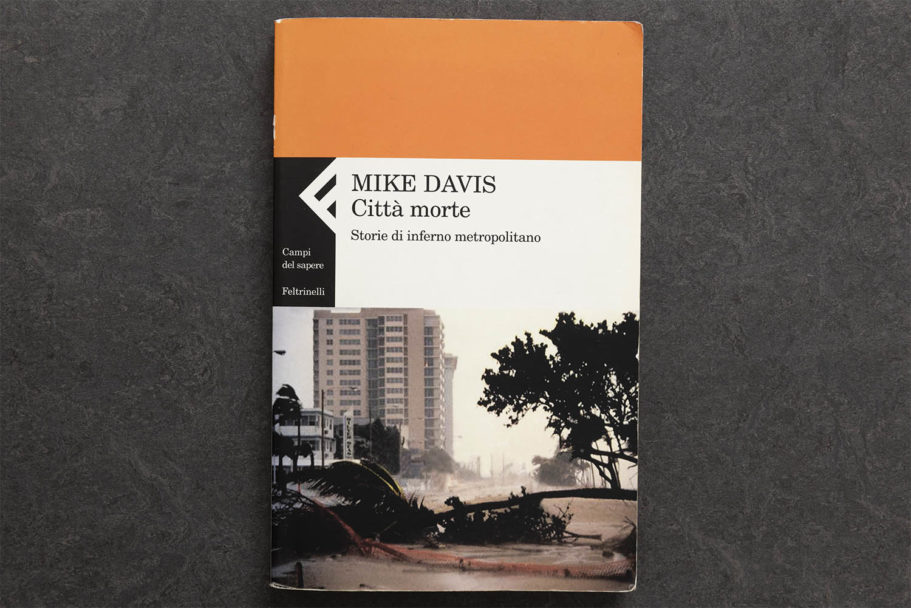 MIKE DAVIS
Città morte
Storie di inferno metropolitano
Campi
del sapere
Feltrinelli